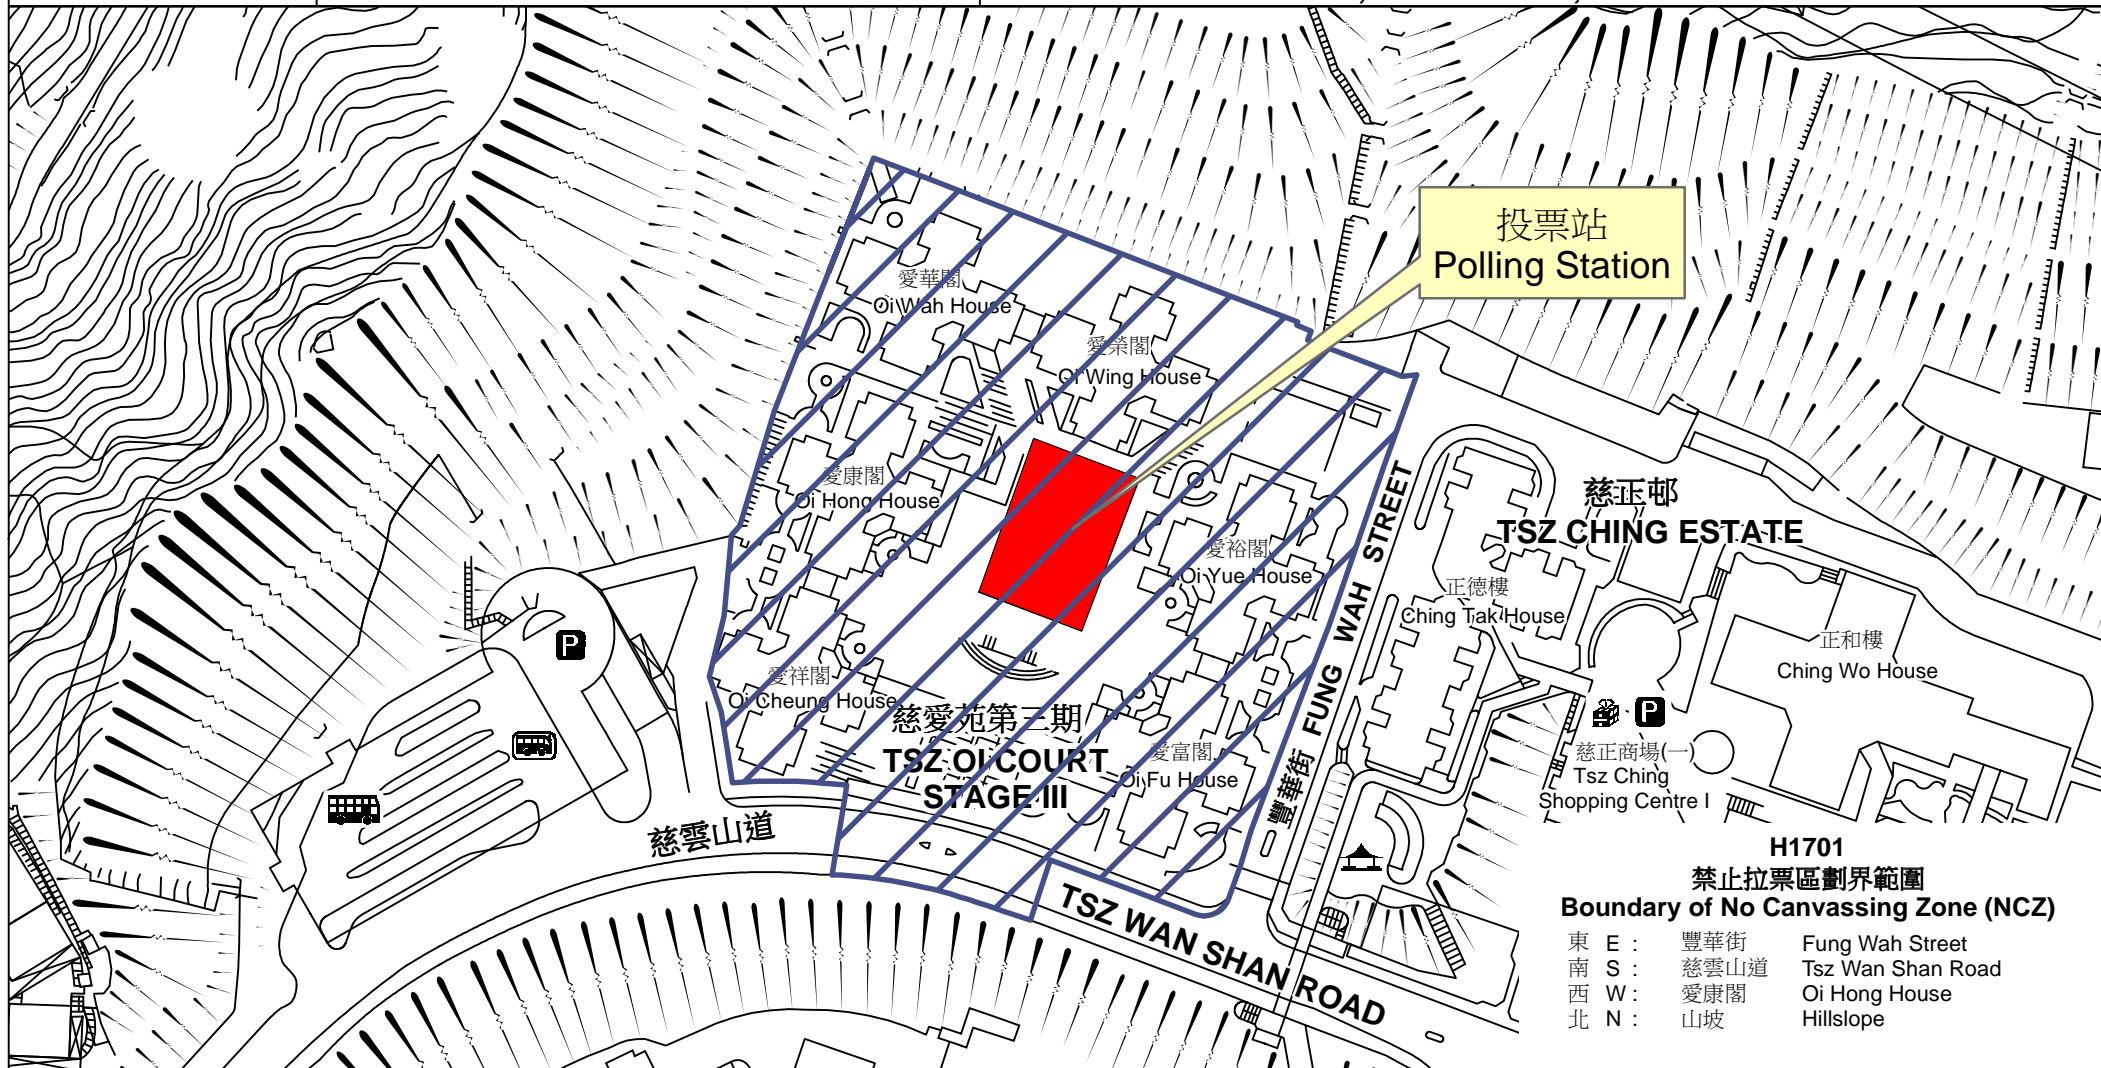 投票站
Polling Station
愛華閣
Oi Wah House
愛榮閣
Oi Wing House
愛康閣
Oi Hong House
愛裕閣
Oi Yue House
愛祥閣
Oi Cheung House
慈愛苑第三期
TSZ OI COURT
STAGE III
愛富閣
Oi Fu House
豐華街 FUNG WAH STREET
慈正邨
TSZ CHING ESTATE
正德樓
Ching Tak House
正和樓
Ching Wo House
P
P
慈正商場(一)
Tsz Ching
Shopping Centre I
慈雲山道
TSZ WAN SHAN ROAD
H1701
禁止拉票區劃界範圍
Boundary of No Canvassing Zone (NCZ)
東 E : 豐華街 Fung Wah Street
南 S : 慈雲山道 Tsz Wan Shan Road
西 W : 愛康閣 Oi Hong House
北 N : 山坡 Hillslope